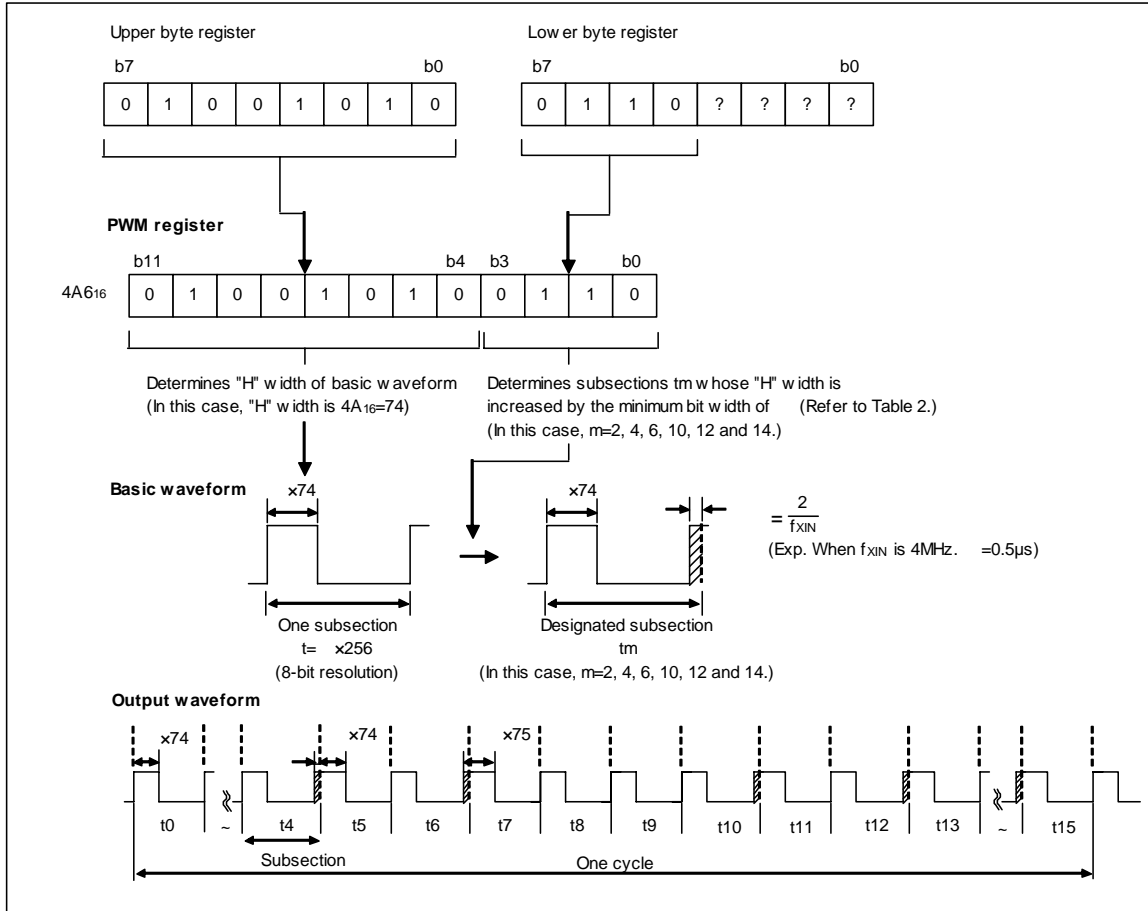 Upper byte register
Lower byte register
b7 b0
b7 b0
0 1 0 0 1 0 1 0
0 1 1 0 ? ? ? ?
PWM register
b11 b4 b3 b0
4A616
0 1 0 0 1 0 1 0 0 1 1 0
Determines "H" width of basic waveform
(In this case, "H" width is 4A16=74)
Determines subsections tm whose "H" width is
increased by the minimum bit width of (Refer to Table 2.)
(In this case, m=2, 4, 6, 10, 12 and 14.)
Basic waveform
×74
×74
= 2
fXIN
(Exp. When fXIN is 4MHz. =0.5µs)
One subsection
t= ×256
(8-bit resolution)
Designated subsection
tm
(In this case, m=2, 4, 6, 10, 12 and 14.)
Output waveform
×74 ×74 ×75
t0 ~ t4 t5 t6 t7 t8 t9 t10 t11 t12 t13 ~ t15
Subsection
One cycle